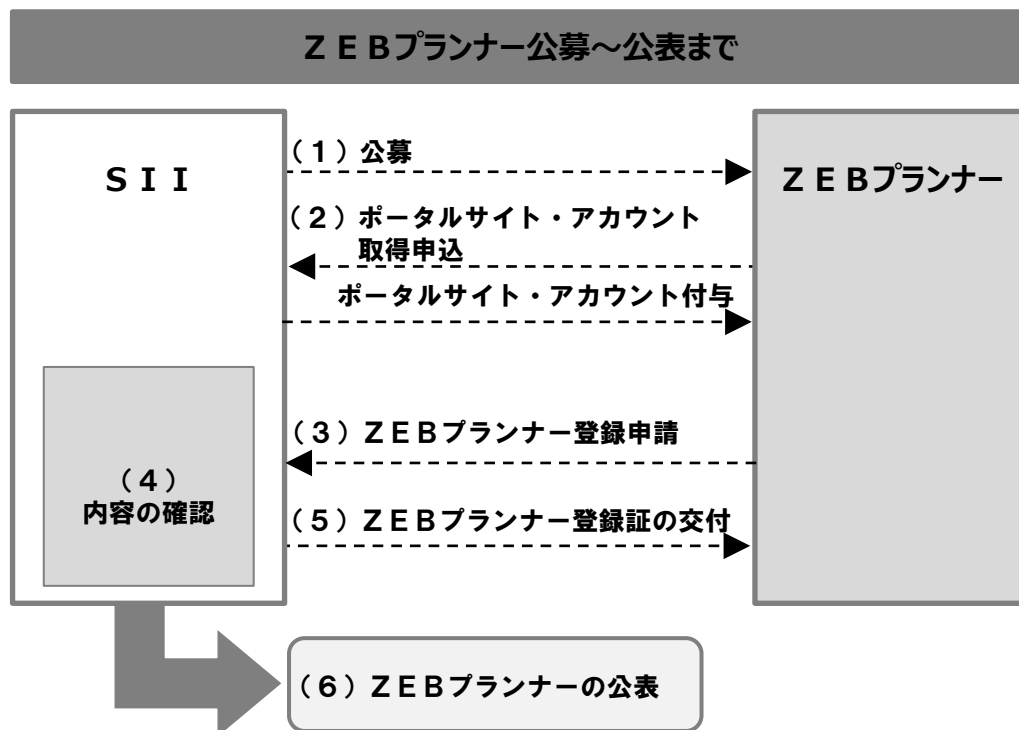 ＺＥＢプランナー公募～公表まで
ＳＩＩ
（１）公募
ＺＥＢプランナー
（２）ポータルサイト・アカウント
取得申込
ポータルサイト・アカウント付与
（３）ＺＥＢプランナー登録申請
（４）
内容の確認
（５）ＺＥＢプランナー登録証の交付
（６）ＺＥＢプランナーの公表